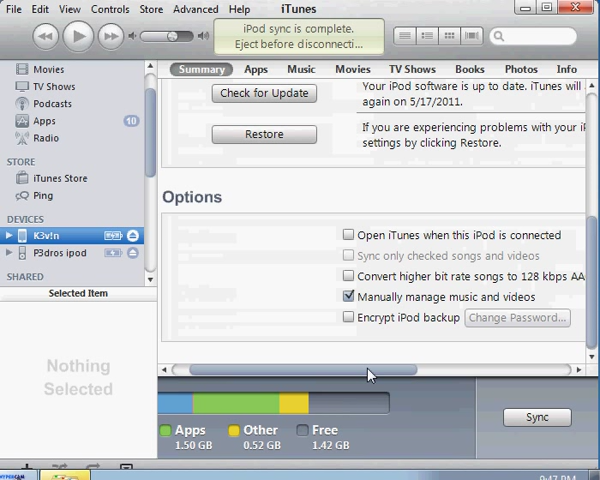 File Edit View Controls Store Advanced Help
iTunes
iPod sync is complete.
Eject before disconnecti...
Movies
TV Shows
Podcasts
Apps 10
Radio
STORE
iTunes Store
Ping
DEVICES
K3v!n
P3dros ipod
SHARED
Selected Item
Nothing
Selected
Summary Apps Music Movies TV Shows Books Photos Info
Check for Update
Your iPod software is up to date. iTunes will
again on 5/17/2011.
Restore
If you are experiencing problems with your iP
settings by clicking Restore.
Options
Open iTunes when this iPod is connected
Sync only checked songs and videos
Convert higher bit rate songs to 128 kbps AA
Manually manage music and videos
Encrypt iPod backup Change Password...
Apps
1.50 GB
Other
0.52 GB
Free
1.42 GB
Sync
9:47 PM